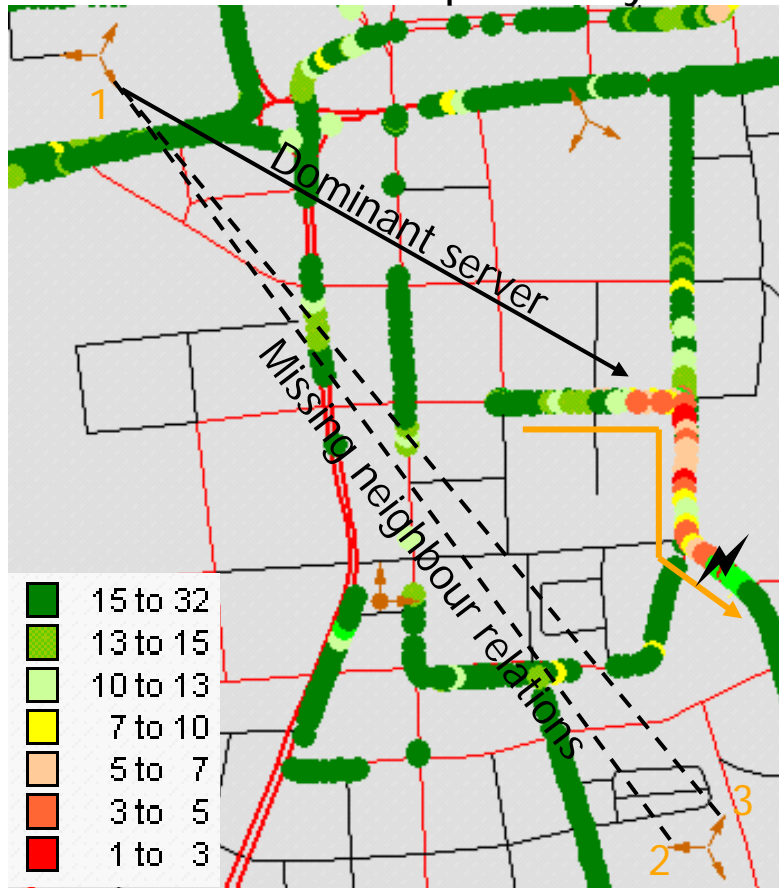 1
Dominant server
Missing neighbour relations
15 to 32
13 to 15
10 to 13
7 to 10
5 to 7
3 to 5
1 to 3
3
2